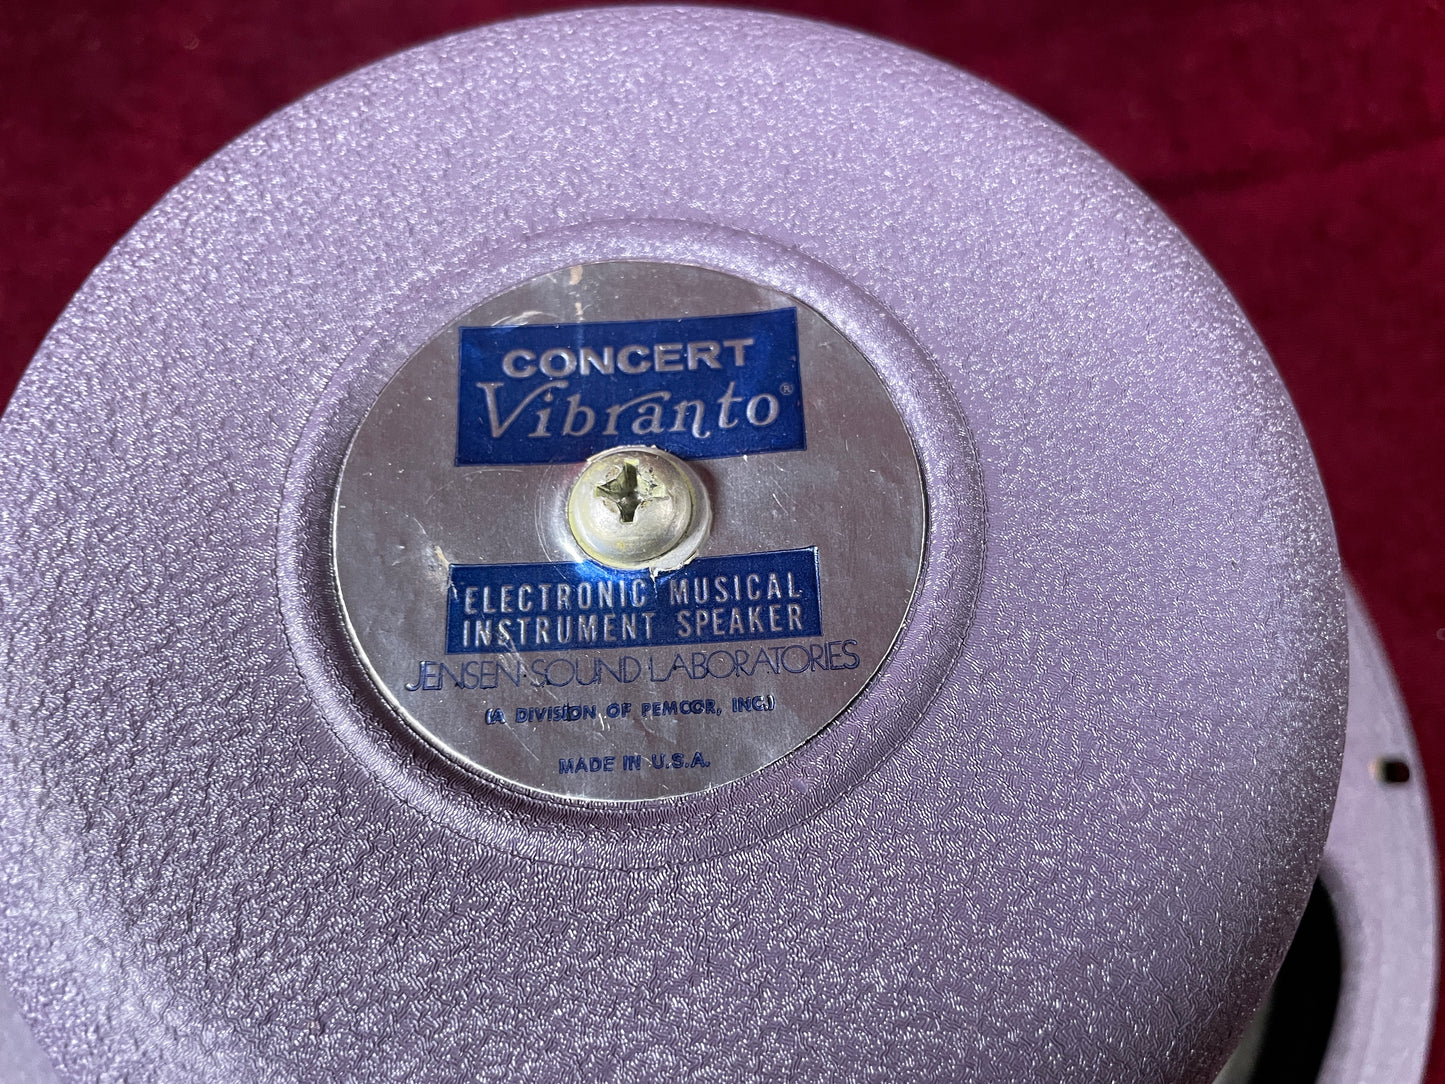 CONCERT
Vibranto®
ELECTRONIC MUSICAL
INSTRUMENT SPEAKER
JENSEN·SOUND LABORATORIES
(A DIVISION OF PEMCOR, INC.)
MADE IN U.S.A.